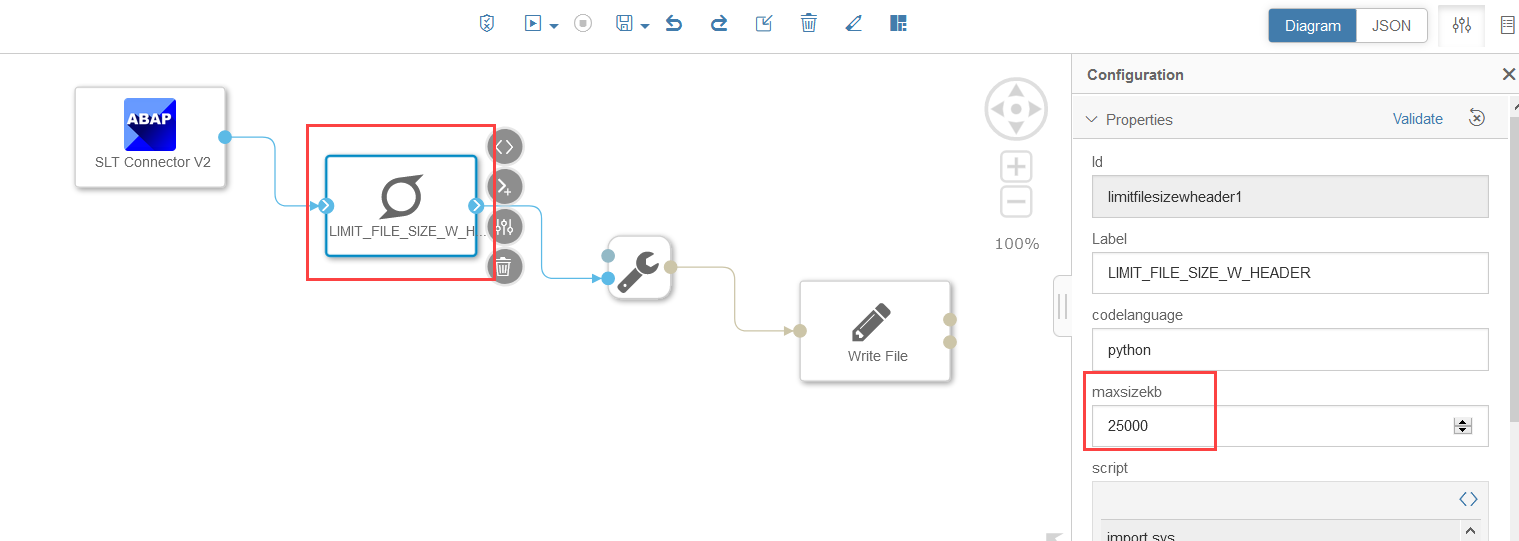 Diagram
JSON
ABAP
SLT Connector V2
LIMIT_FILE_SIZE_W_H...
Write File
100%
Configuration
Properties
Validate
Id
limitfilesizewheader1
Label
LIMIT_FILE_SIZE_W_HEADER
codelanguage
python
maxsizekb
25000
script
import sys